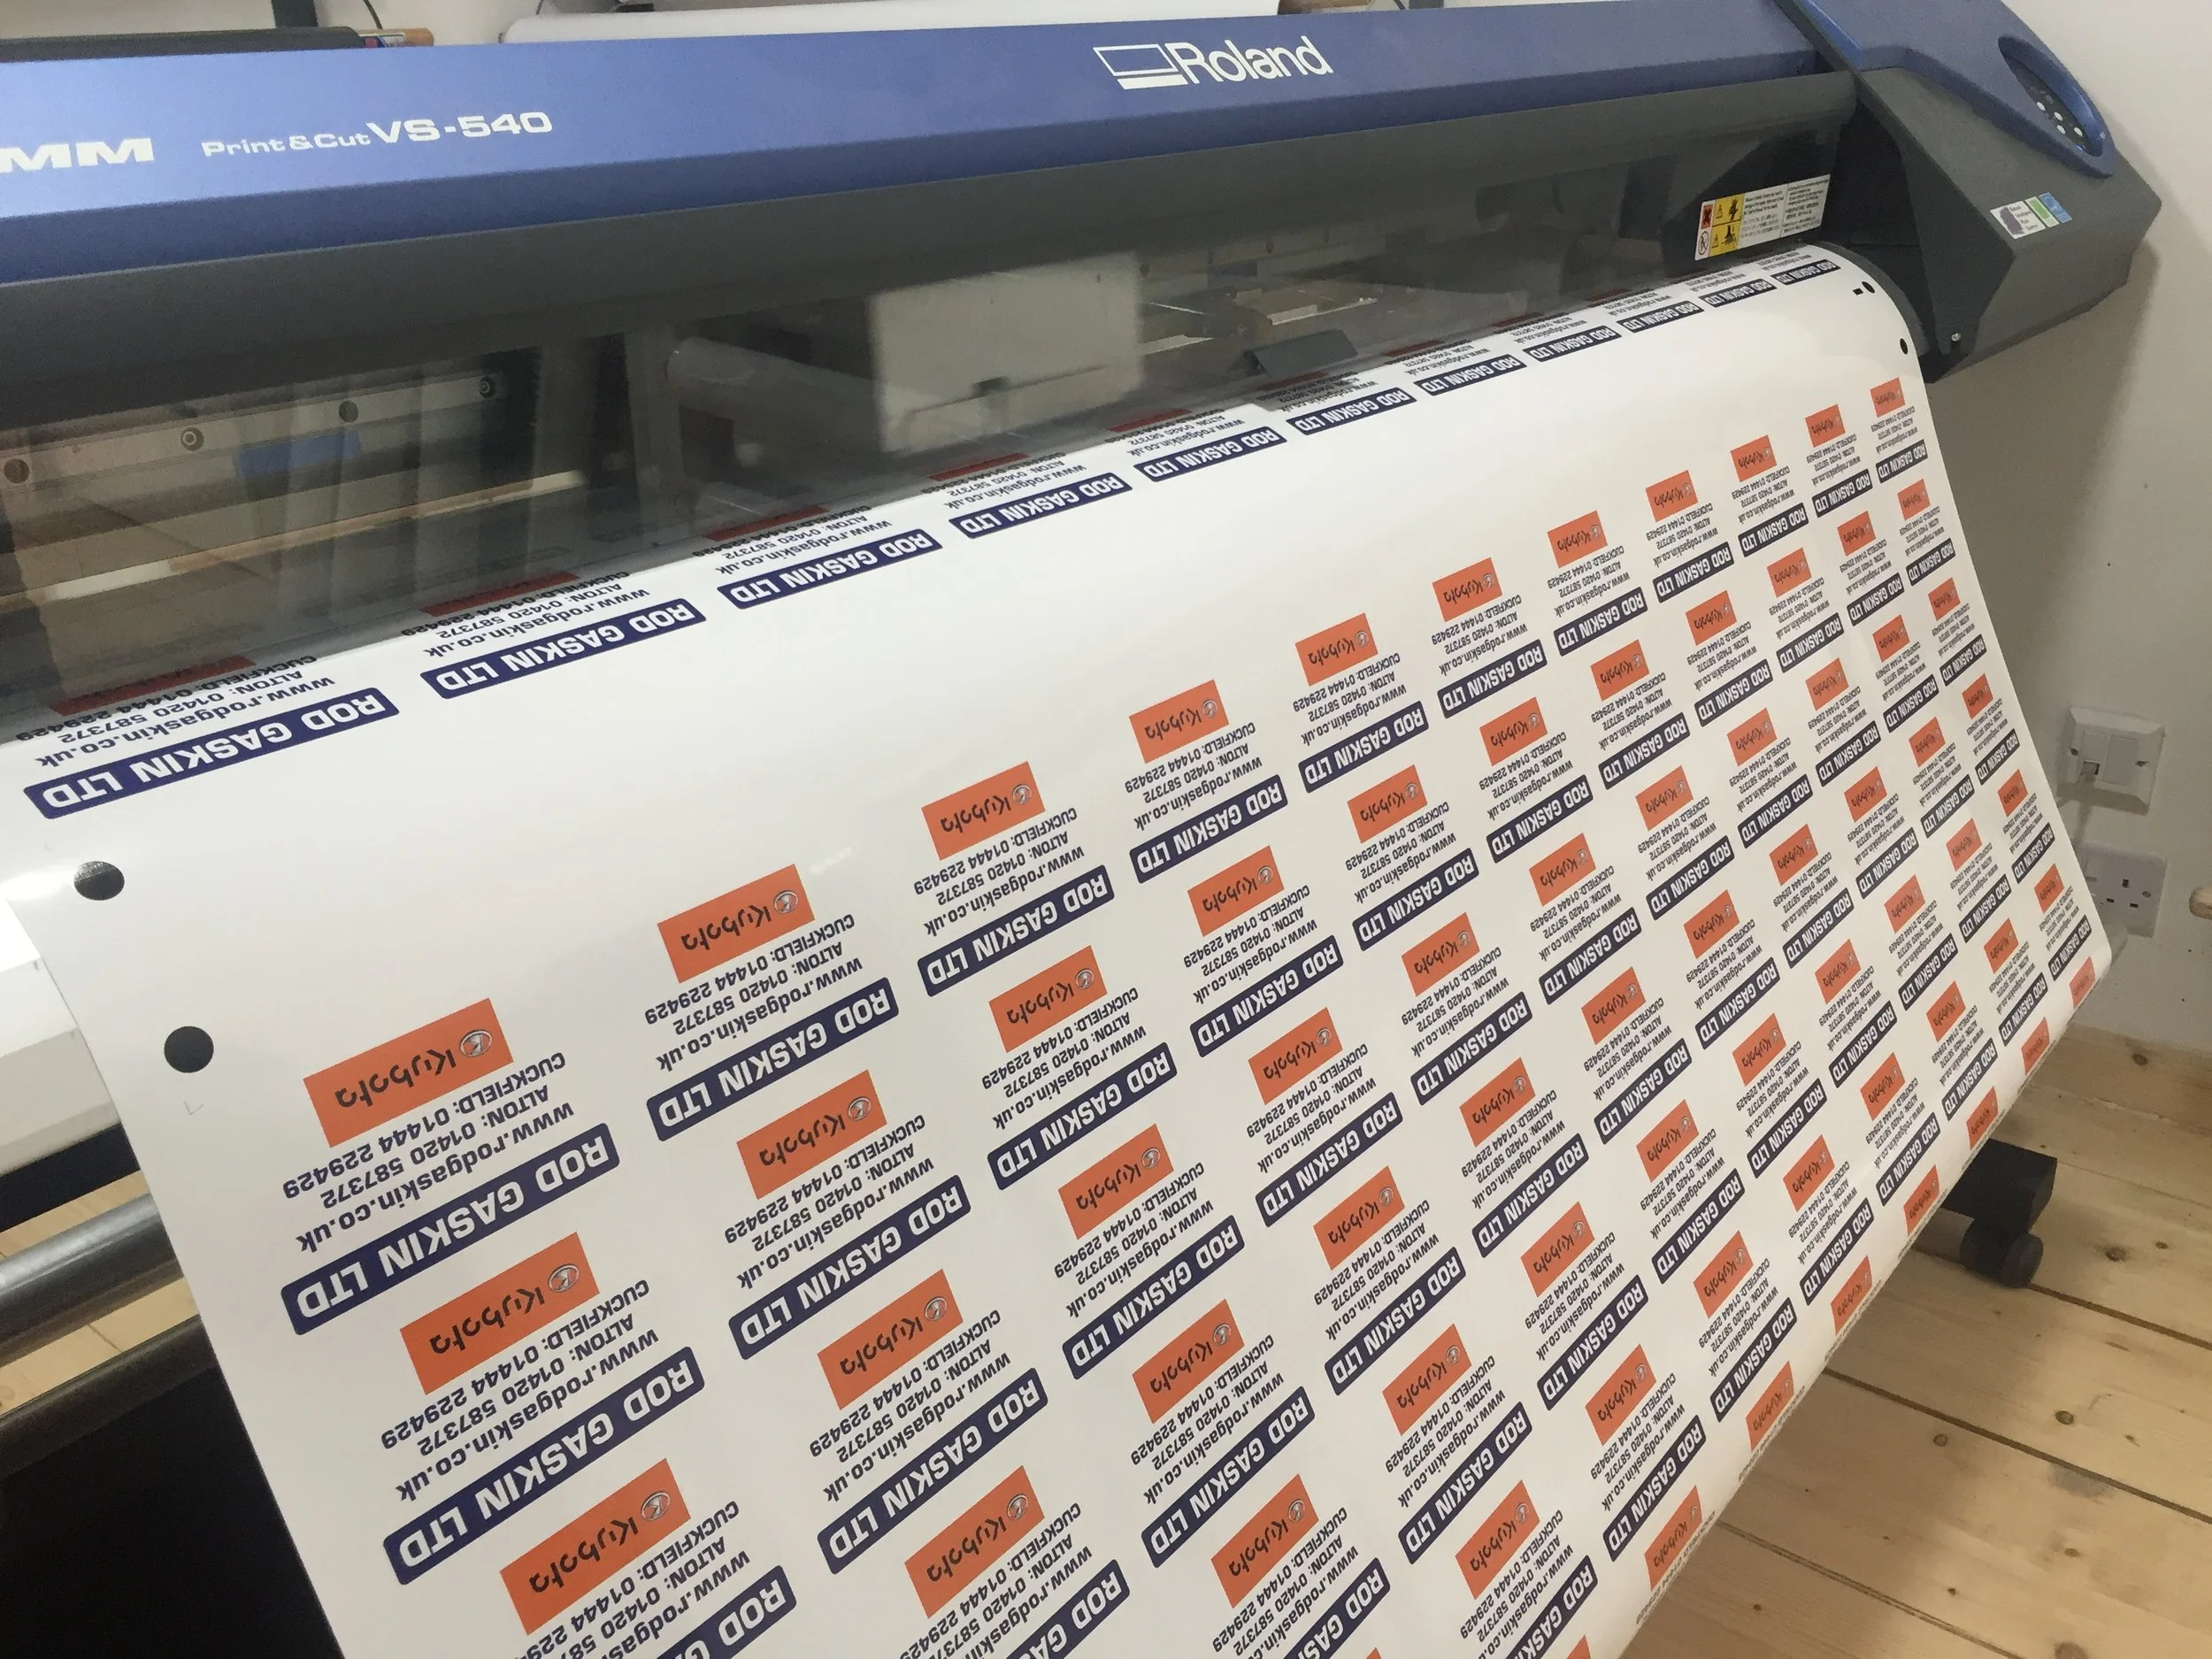 Roland
MM Print&Cut VS-540
ROD GASKIN LTD
www.rodgaskin.co.uk
ALTON: 01420 587372
CUCKFIELD: 01444 229429
Kubota